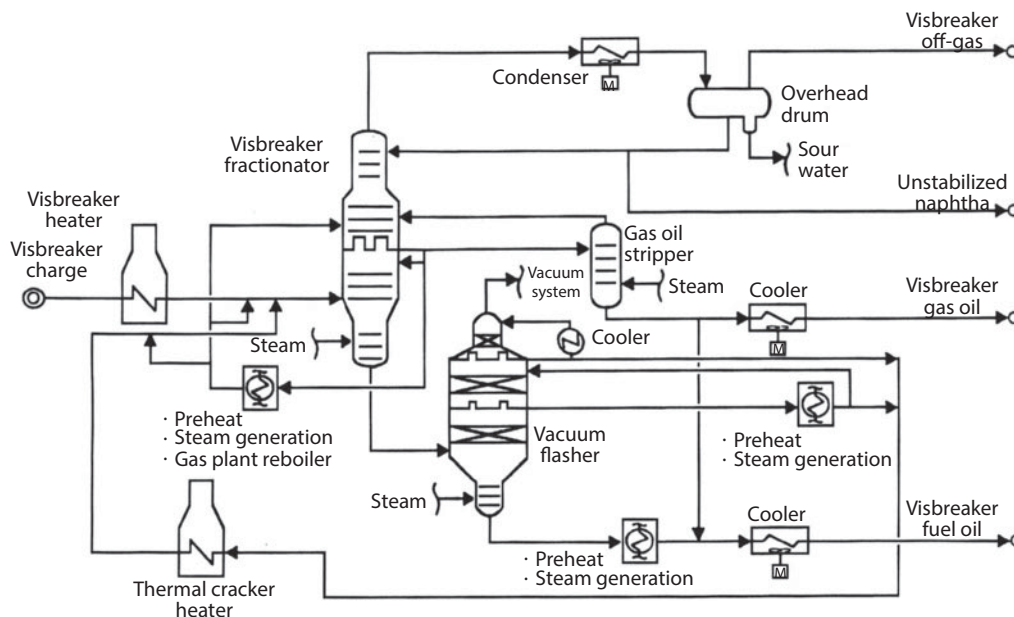 Visbreaker
off-gas
Condenser
M
Overhead
drum
Visbreaker
fractionator
Sour
water
Unstabilized
naphtha
Visbreaker
heater
Visbreaker
charge
Gas oil
stripper
Vacuum
system
Steam
Cooler
M
Visbreaker
gas oil
Steam
Cooler
· Preheat
· Steam generation
· Gas plant reboiler
Vacuum
flasher
· Preheat
· Steam generation
Steam
Cooler
M
Visbreaker
fuel oil
· Preheat
· Steam generation
Thermal cracker
heater